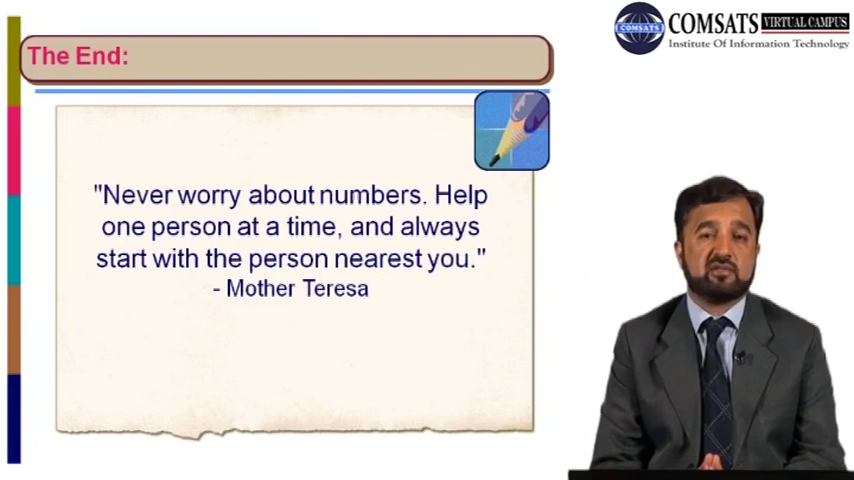 The End:
COMSATS VIRTUAL CAMPUS
Institute Of Information Technology
COMSATS
"Never worry about numbers. Help
one person at a time, and always
start with the person nearest you."
- Mother Teresa